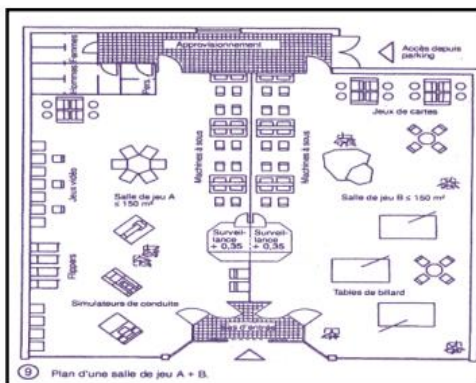 Approvisionnement
Accès depuis
parking
Femmes
Hommes
Pers.
Jeux de cartes
Machines à sous
Machines à sous
Jeux vidéo
Salle de jeu A
≤ 150 m²
Salle de jeu B ≤ 150 m²
Surveil-
lance
+ 0,35
Surveil-
lance
+ 0,35
Flippers
Simulateurs de conduite
Tables de billard
Sas d'entrée
9 Plan d'une salle de jeu A + B.